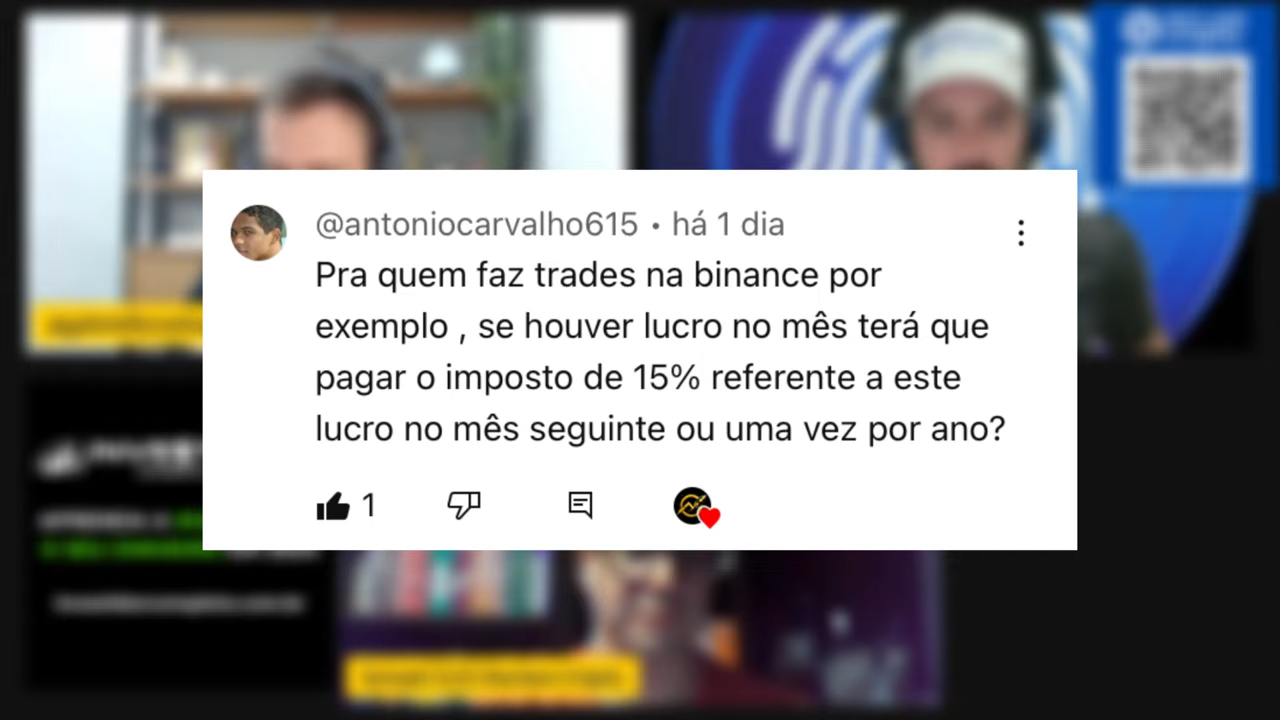 @antoniocarvalho615 • há 1 dia
Pra quem faz trades na binance por
exemplo , se houver lucro no mês terá que
pagar o imposto de 15% referente a este
lucro no mês seguinte ou uma vez por ano?
1